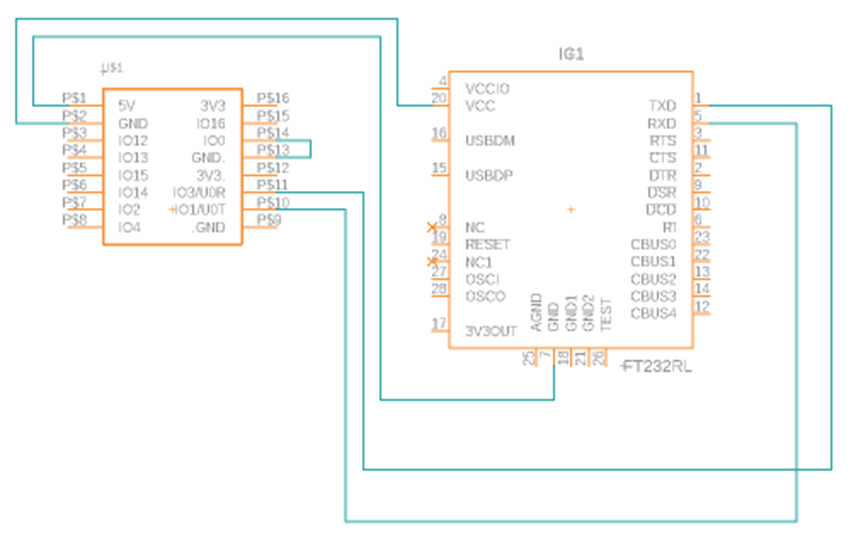 U$1
P$1 5V 3V3 P$16
P$2 GND IO16 P$15
P$3 IO12 IO0 P$14
P$4 IO13 GND. P$13
P$5 IO15 3V3. P$12
P$6 IO14 IO3/U0R P$11
P$7 IO2 IO1/U0T P$10
P$8 IO4 .GND P$9
IC1
4 VCCIO
20 VCC TXD 1
RXD 5
16 USBDM RTS 3
CTS 11
15 USBDP DTR 2
DSR 9
DCD 10
8 NC RI 6
19 RESET CBUS0 23
24 NC1 CBUS1 22
27 OSCI CBUS2 13
28 OSCO CBUS3 14
CBUS4 12
17 3V3OUT
AGND GND GND1 GND2 TEST
25 7 18 21 26
FT232RL